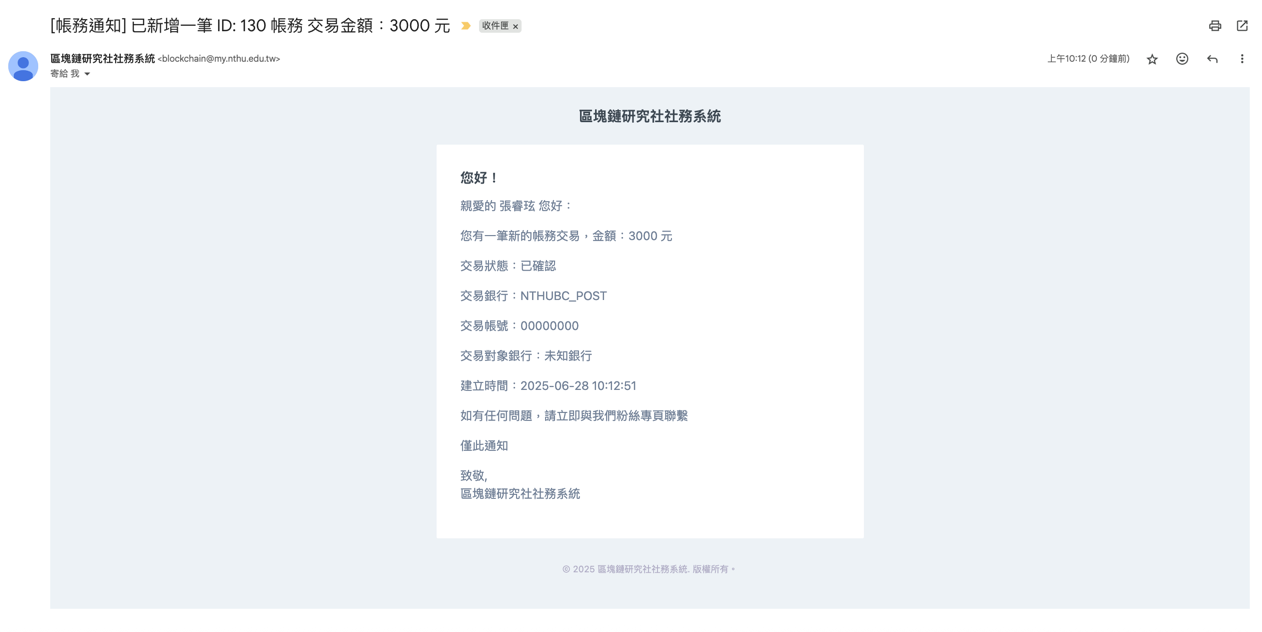 [帳務通知] 已新增一筆 ID: 130 帳務 交易金額：3000 元 收件匣 ×
區塊鏈研究社社務系統 <blockchain@my.nthu.edu.tw>
上午10:12 (0 分鐘前)
寄給 我
區塊鏈研究社社務系統
您好！
親愛的 張睿玹 您好：
您有一筆新的帳務交易，金額：3000 元
交易狀態：已確認
交易銀行：NTHUBC_POST
交易帳號：00000000
交易對象銀行：未知銀行
建立時間：2025-06-28 10:12:51
如有任何問題，請立即與我們粉絲專頁聯繫
僅此通知
致敬,
區塊鏈研究社社務系統
© 2025 區塊鏈研究社社務系統. 版權所有。